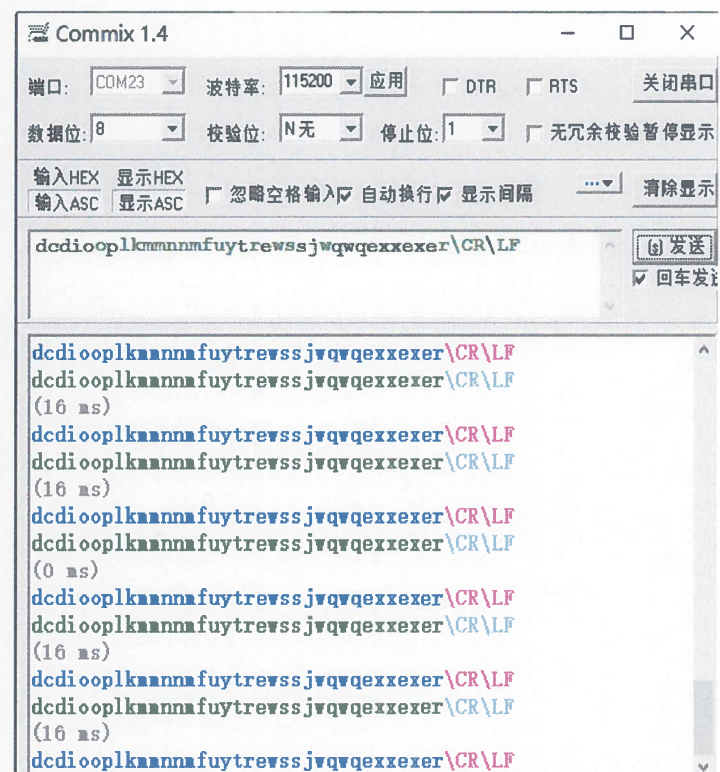 Commix 1.4
端口: COM23 波特率: 115200 应用 DTR RTS 关闭串口
数据位: 8 校验位: N无 停止位: 1 无冗余校验暂停显示
输入HEX 显示HEX
输入ASC 显示ASC 忽略空格输入 自动换行 显示间隔 ... 清除显示
dcdiooplkmmnnmfuytrewssjwqwqexxexer\CR\LF 发送
回车发送
dcdiooplkmmnnmfuytrewssjwqwqexxexer\CR\LF
dcdiooplkmmnnmfuytrewssjwqwqexxexer\CR\LF
(16 ms)
dcdiooplkmmnnmfuytrewssjwqwqexxexer\CR\LF
dcdiooplkmmnnmfuytrewssjwqwqexxexer\CR\LF
(16 ms)
dcdiooplkmmnnmfuytrewssjwqwqexxexer\CR\LF
dcdiooplkmmnnmfuytrewssjwqwqexxexer\CR\LF
(0 ms)
dcdiooplkmmnnmfuytrewssjwqwqexxexer\CR\LF
dcdiooplkmmnnmfuytrewssjwqwqexxexer\CR\LF
(16 ms)
dcdiooplkmmnnmfuytrewssjwqwqexxexer\CR\LF
dcdiooplkmmnnmfuytrewssjwqwqexxexer\CR\LF
(16 ms)
dcdiooplkmmnnmfuytrewssjwqwqexxexer\CR\LF